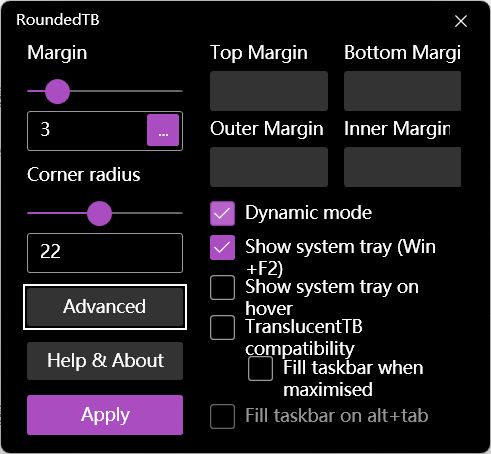 RoundedTB
Margin
3
...
Corner radius
22
Advanced
Help & About
Apply
Top Margin
Bottom Margi
Outer Margin
Inner Margin
Dynamic mode
Show system tray (Win
+F2)
Show system tray on
hover
TranslucentTB
compatibility
Fill taskbar when
maximised
Fill taskbar on alt+tab